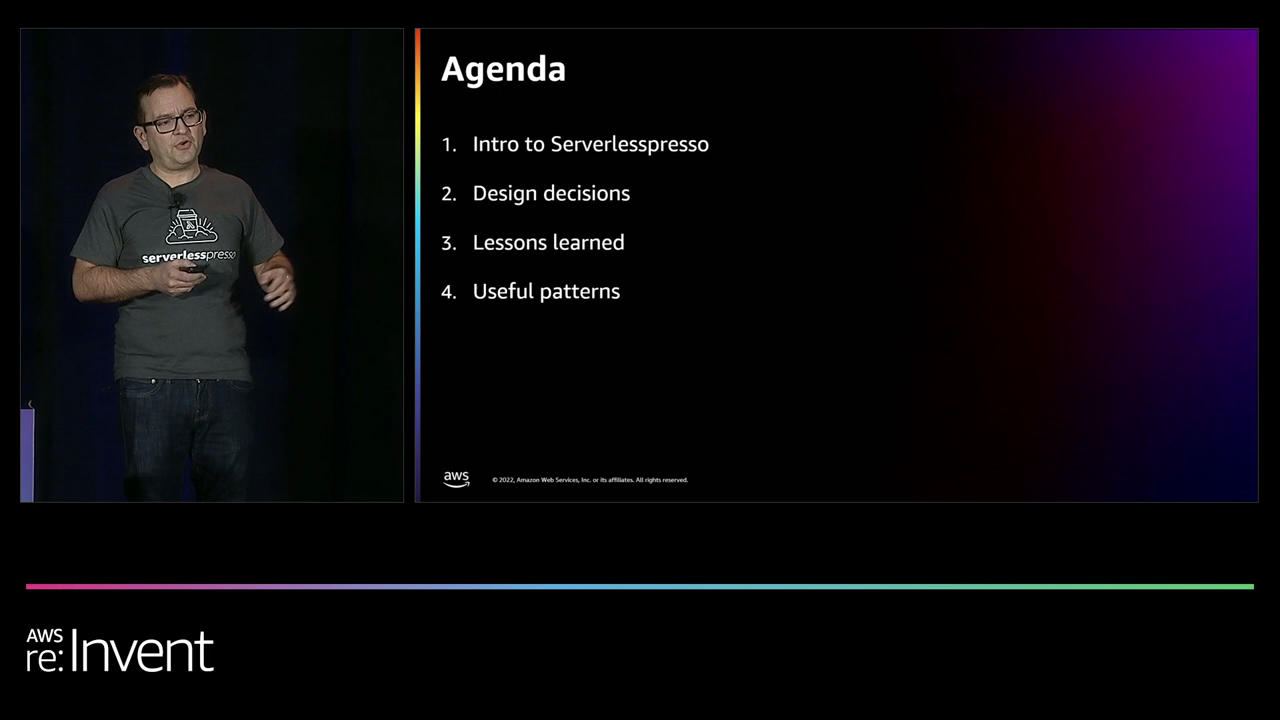 serverlesspresso
Agenda
1. Intro to Serverlesspresso
2. Design decisions
3. Lessons learned
4. Useful patterns
aws
© 2022, Amazon Web Services, Inc. or its affiliates. All rights reserved.
AWS
re:Invent